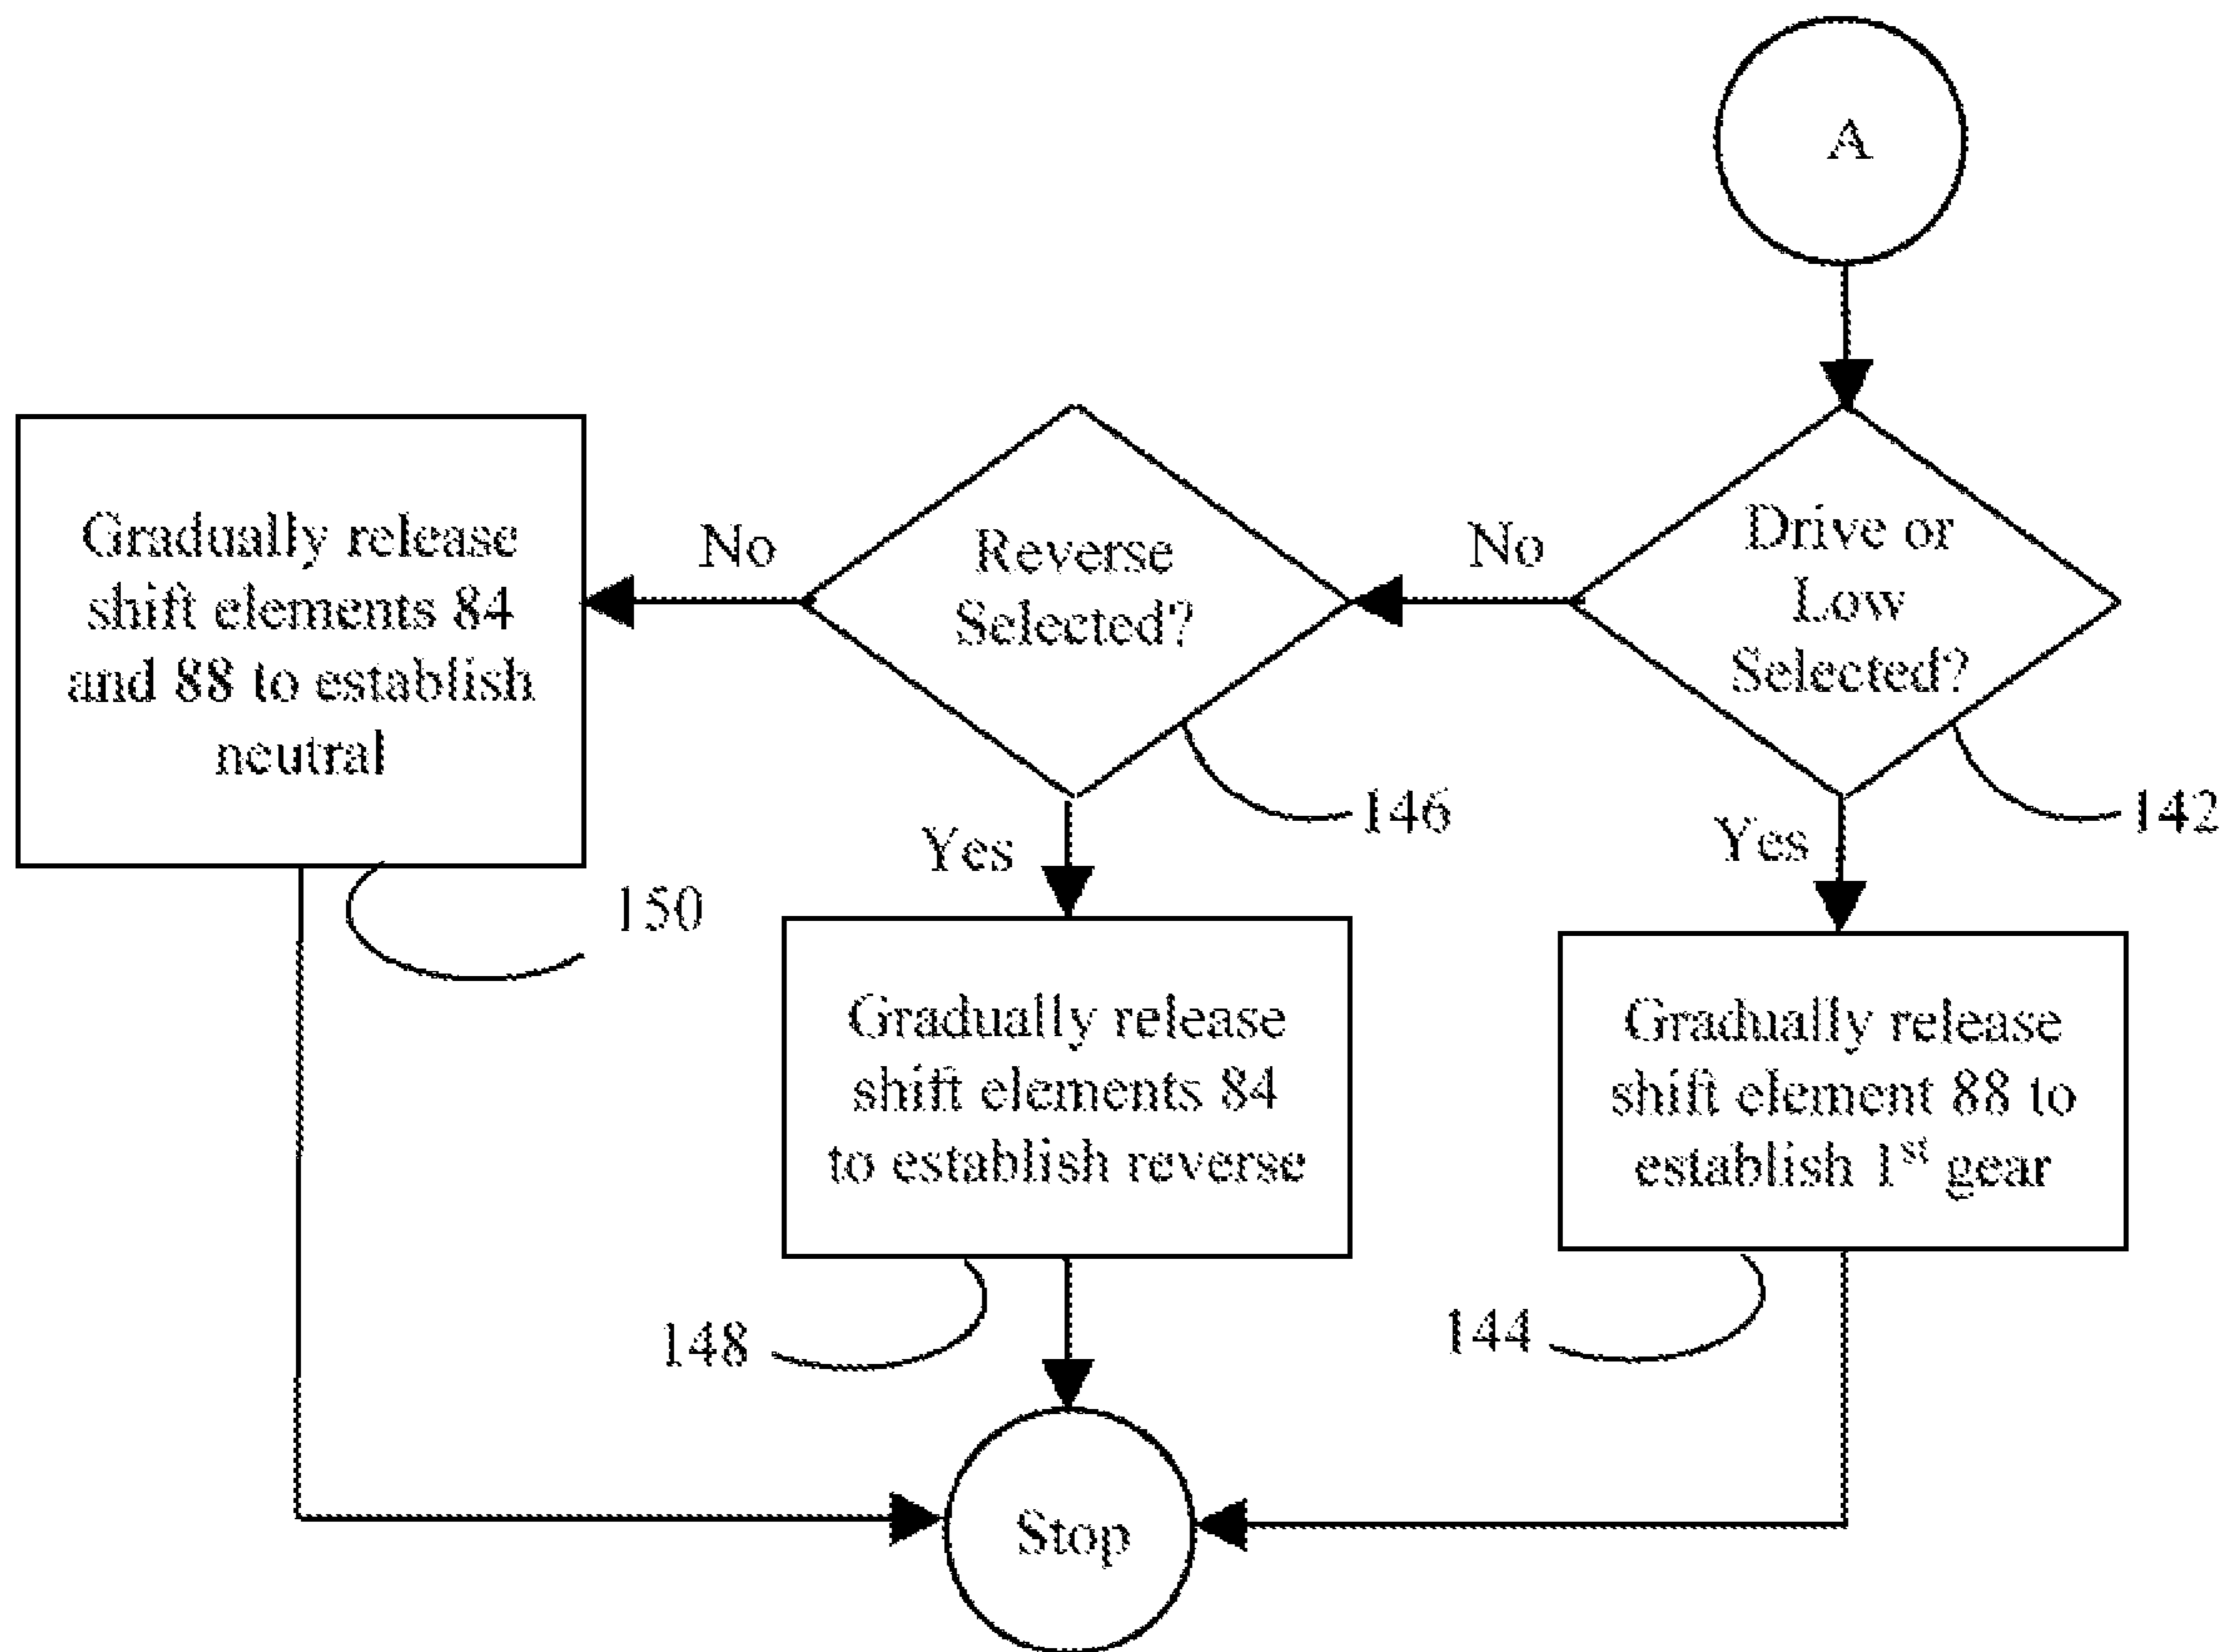 A
Drive or
Low
Selected?
142
No
Yes
Reverse
Selected?
146
No
Yes
Gradually release
shift elements 84
and 88 to establish
neutral
150
Gradually release
shift elements 84
to establish reverse
148
Gradually release
shift element 88 to
establish 1st gear
144
Stop